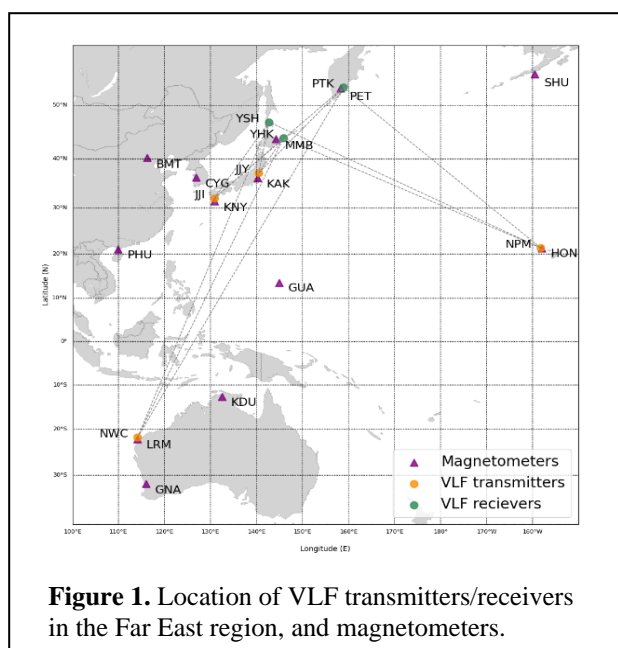 PTK
PET
SHU
50°N
YSH
YHK
MMB
40°N
BMT
JJY
CYG
KAK
JJI
KNY
30°N
NPM
HON
20°N
PHU
GUA
10°N
0°
10°S
KDU
20°S
NWC
LRM
30°S
GNA
Latitude (N)
Magnetometers
VLF transmitters
VLF recievers
100°E 110°E 120°E 130°E 140°E 150°E 160°E 170°E 180° 170°W 160°W
Longitude (E)
Figure 1. Location of VLF transmitters/receivers
in the Far East region, and magnetometers.